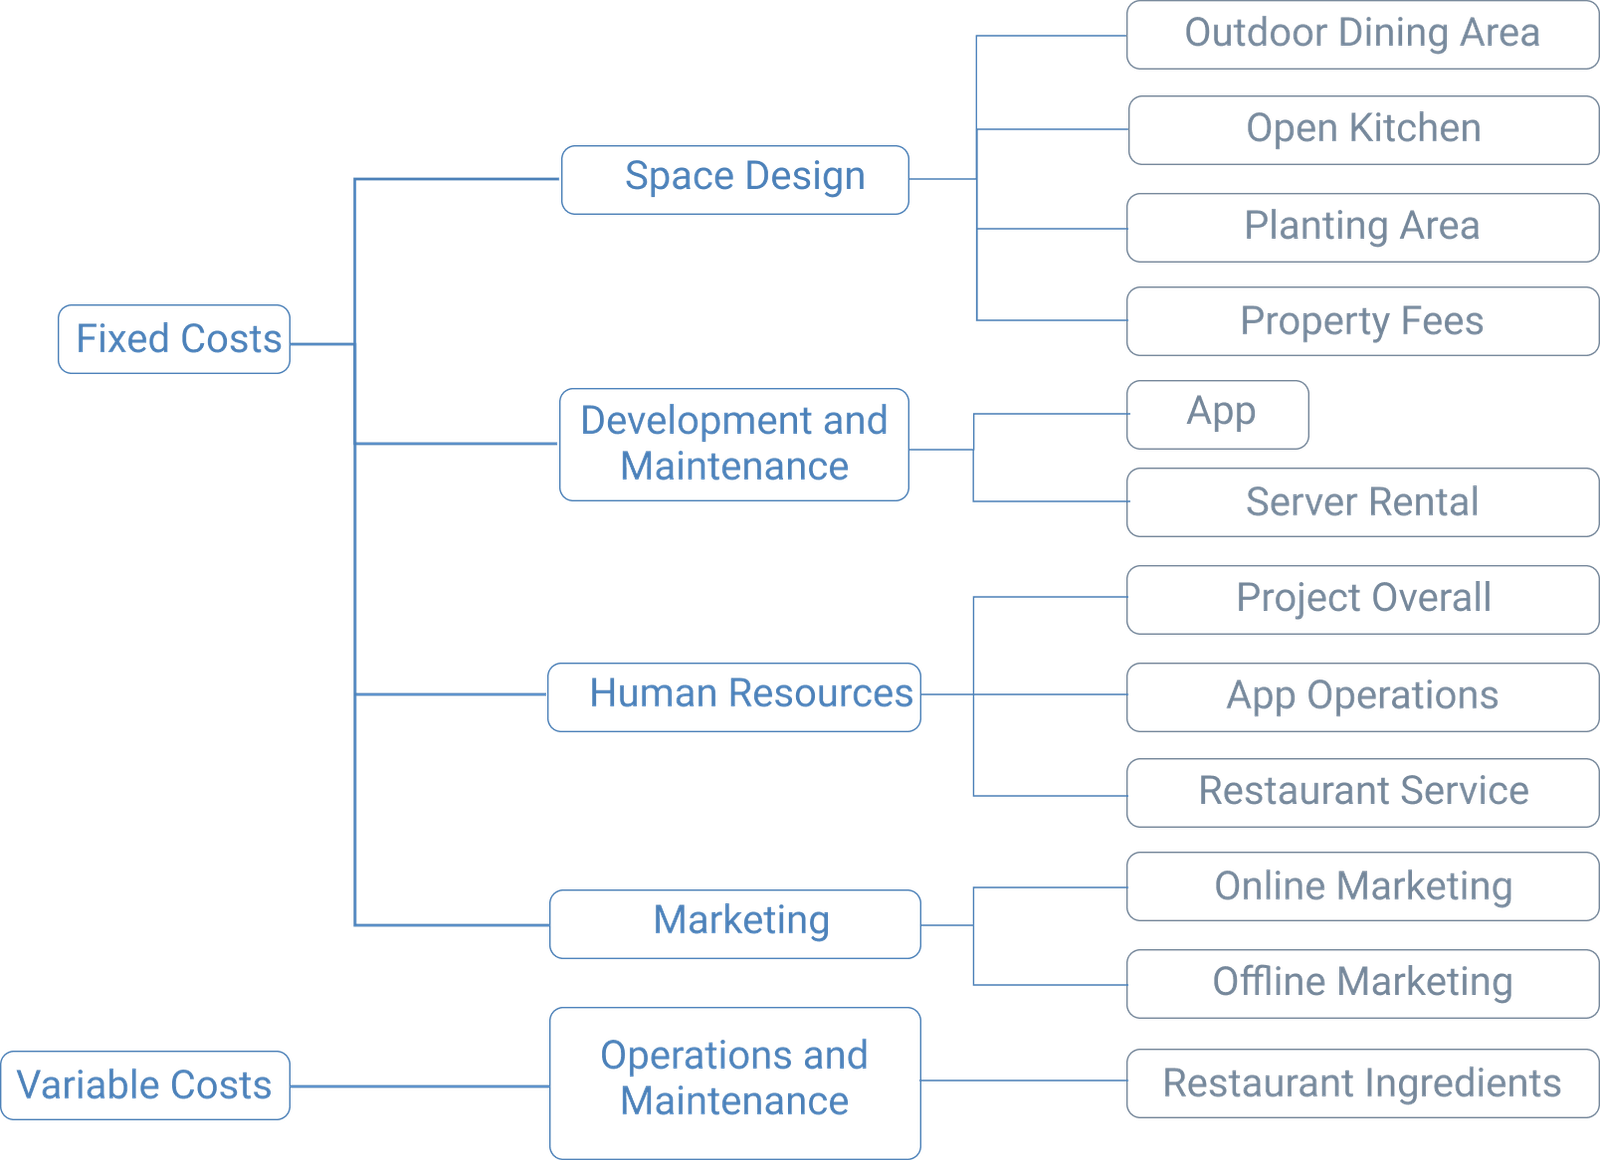 Outdoor Dining Area
Open Kitchen
Space Design
Planting Area
Property Fees
Fixed Costs
App
Development and
Maintenance
Server Rental
Project Overall
Human Resources
App Operations
Restaurant Service
Online Marketing
Marketing
Offline Marketing
Operations and
Maintenance
Variable Costs
Restaurant Ingredients